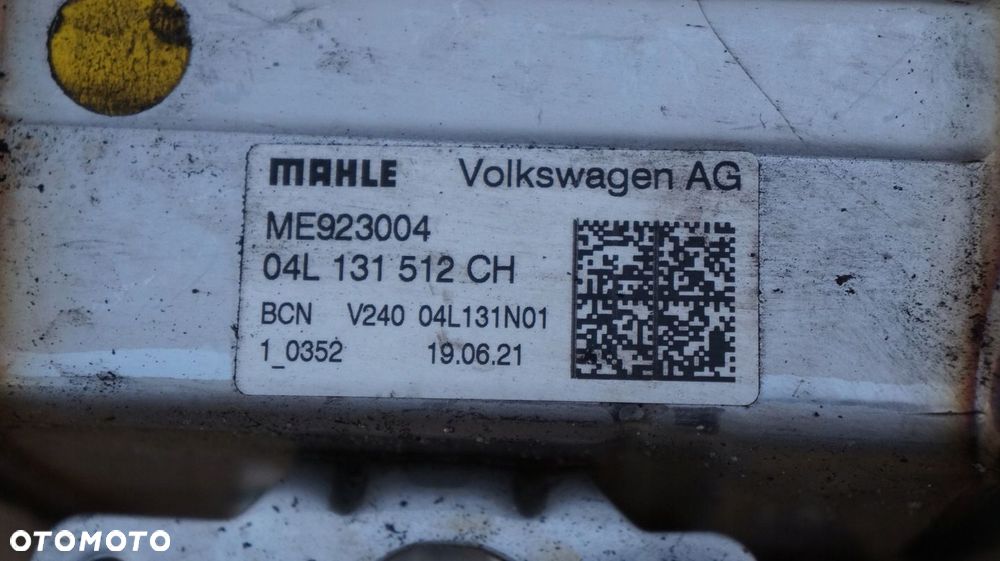 MAHLE Volkswagen AG
ME923004
04L 131 512 CH
BCN V240 04L131N01
1_0352 19.06.21
OTOMOTO